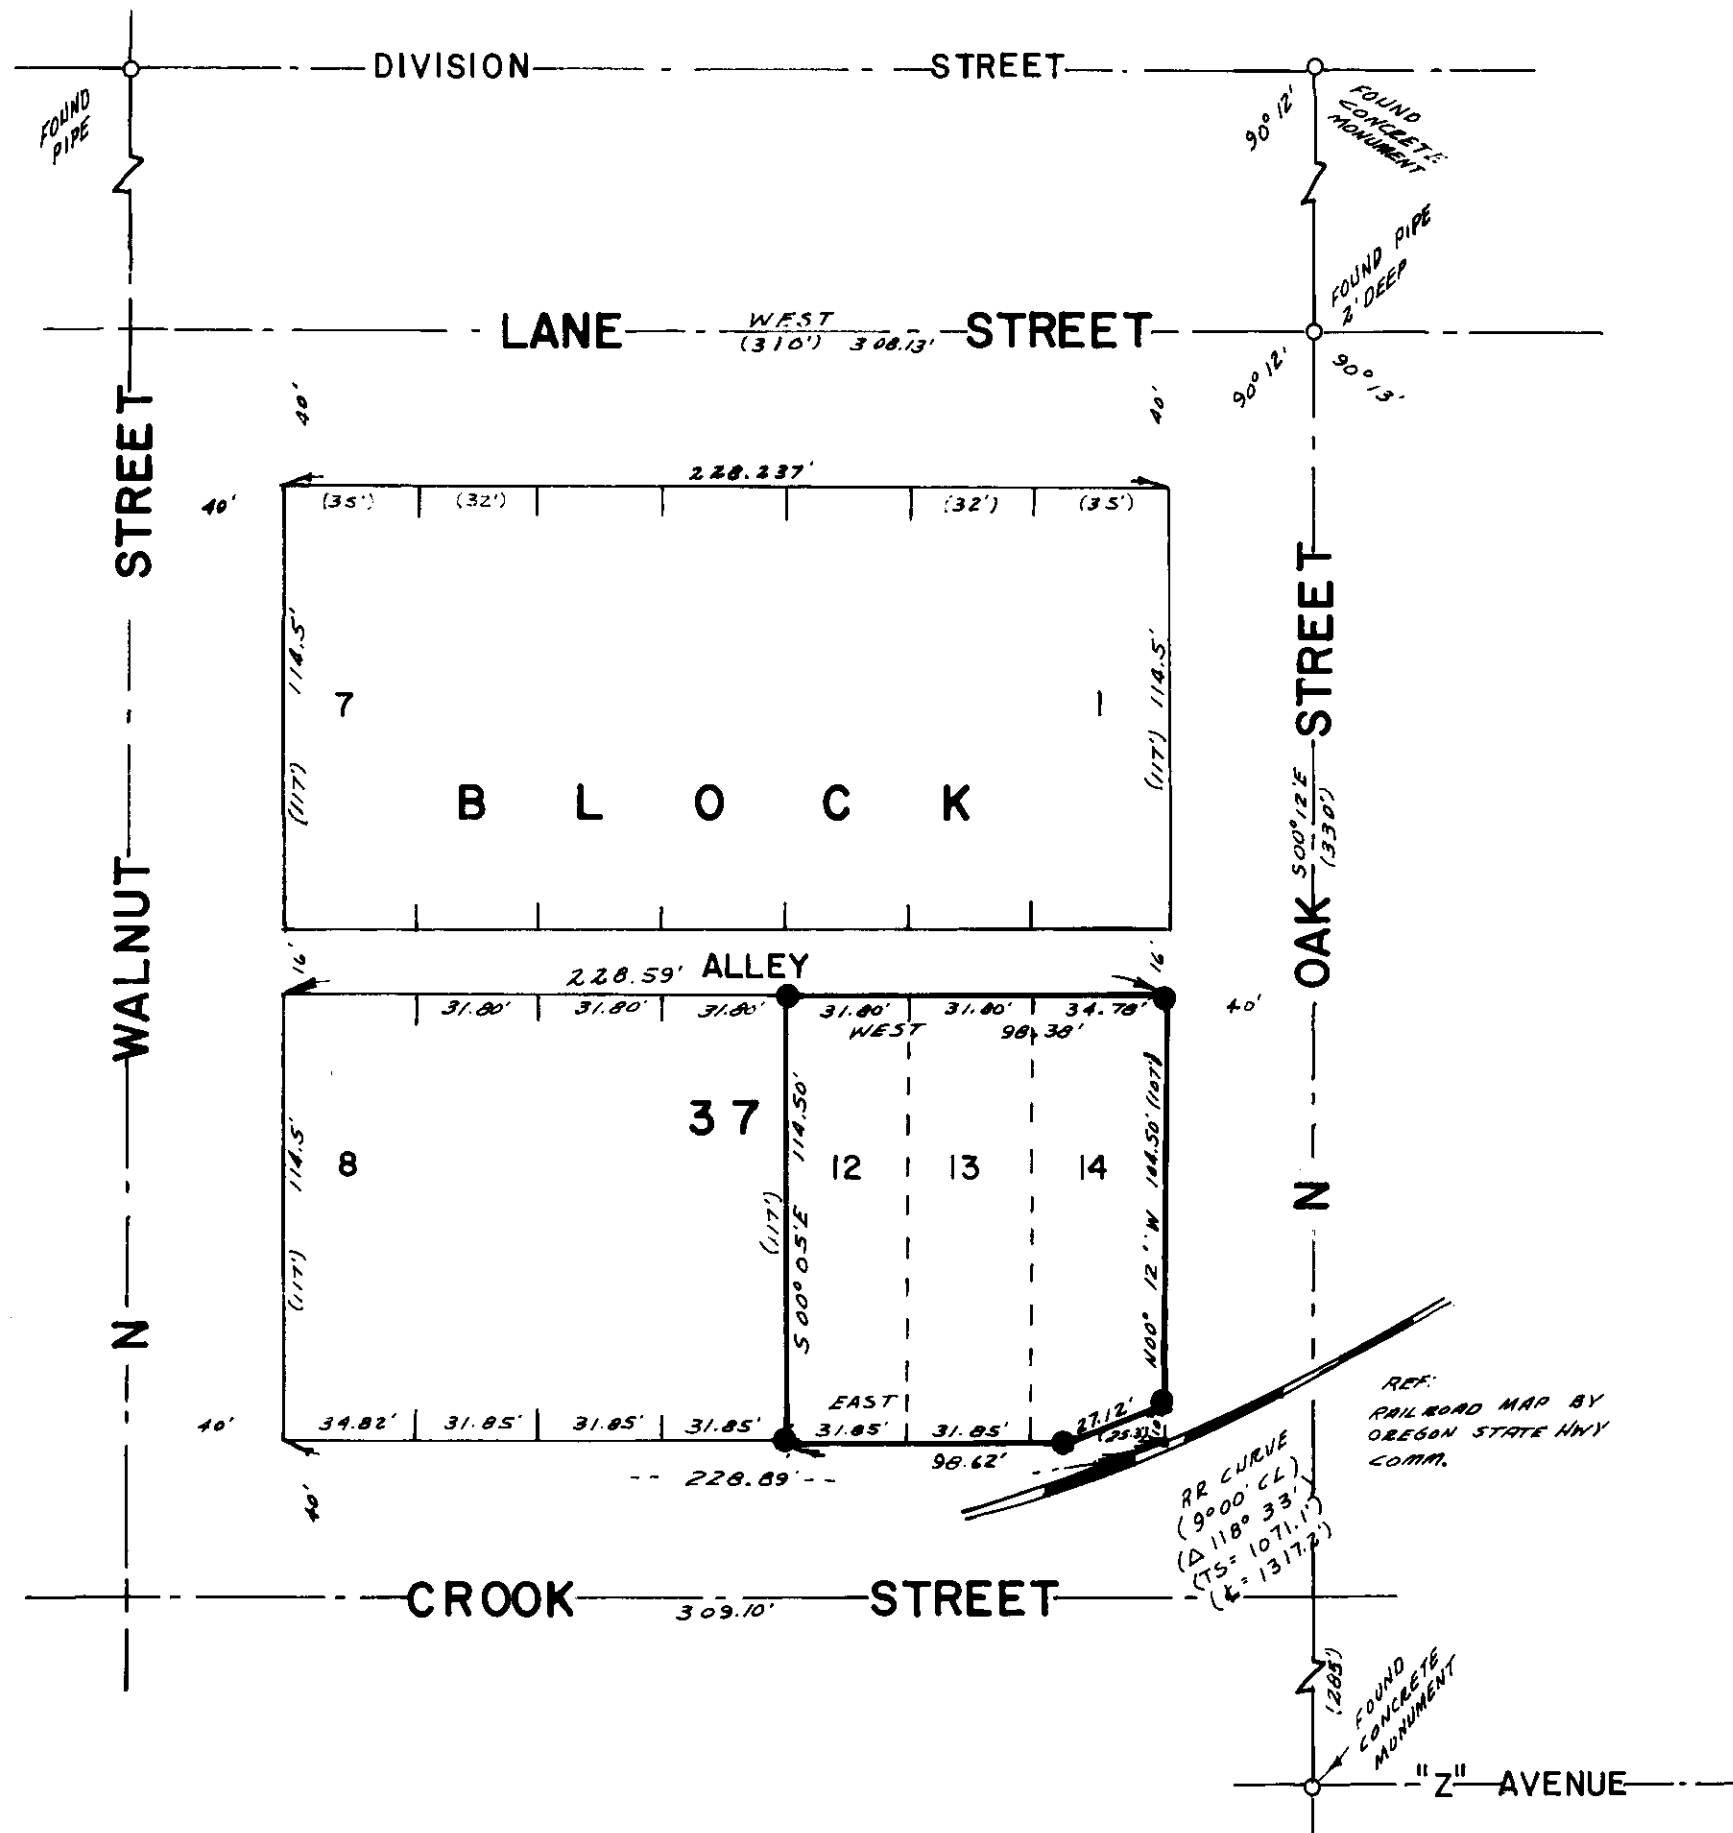 DIVISION STREET
FOUND
PIPE
90° 12'
FOUND
CONCRETE
MONUMENT
FOUND PIPE
2' DEEP
LANE STREET
WEST
(310') 308.13'
90° 12'
90° 13'
40'
40'
WALNUT STREET
N
228.237'
40'
(35') (32') (32') (35')
114.5'
(117')
7
1
(117') 114.5'
BLOCK
OAK STREET
N
S00°12'E
(330')
16'
ALLEY
16'
228.59'
31.80' 31.80' 31.80' 31.80' 31.80' 34.78'
40'
WEST 98.38'
37
114.5'
(117')
8
(117')
S 00° 05'E 114.50'
12
13
14
N00° 12' W 104.50' (107')
EAST
40'
34.82' 31.85' 31.85' 31.85' 31.85' 31.85'
27.12'
98.62'
-- 228.89' --
40'
REF:
RAILROAD MAP BY
OREGON STATE HWY
COMM.
RR CURVE
(9°00' CL)
(Δ 118° 33')
(TS= 1071.1')
CROOK STREET
309.10'
(285')
FOUND
CONCRETE
MONUMENT
"Z" AVENUE